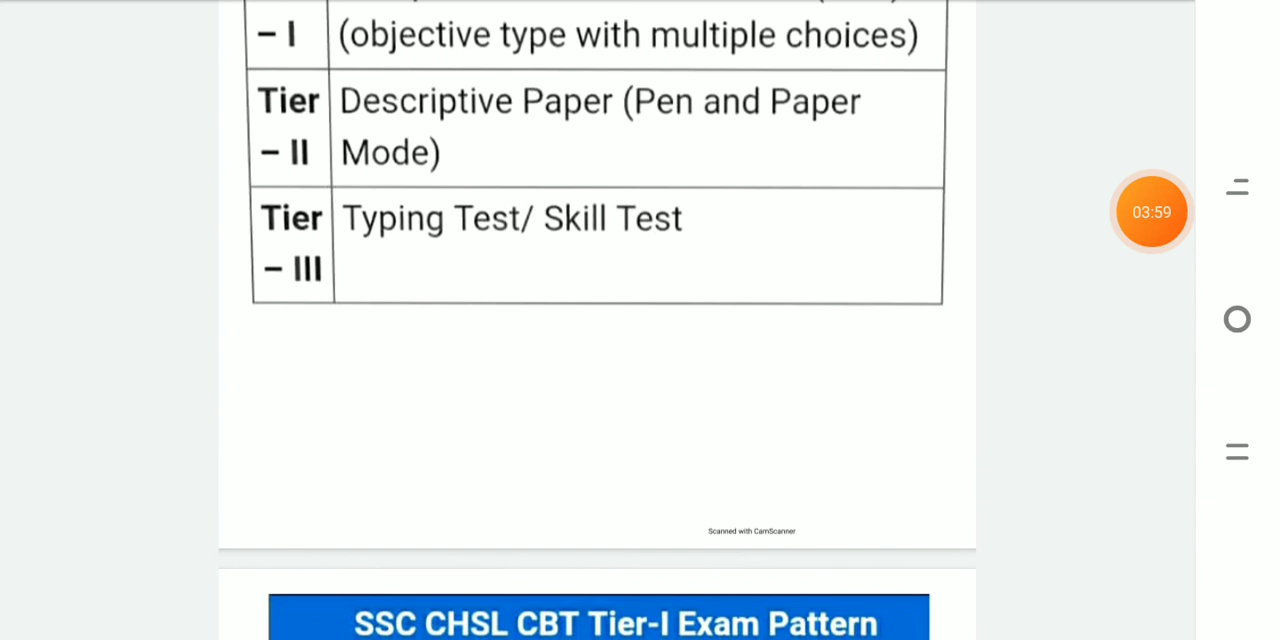 – I (objective type with multiple choices)
Tier Descriptive Paper (Pen and Paper
– II Mode)
Tier Typing Test/ Skill Test
– III
03:59
Scanned with CamScanner
SSC CHSL CBT Tier-I Exam Pattern